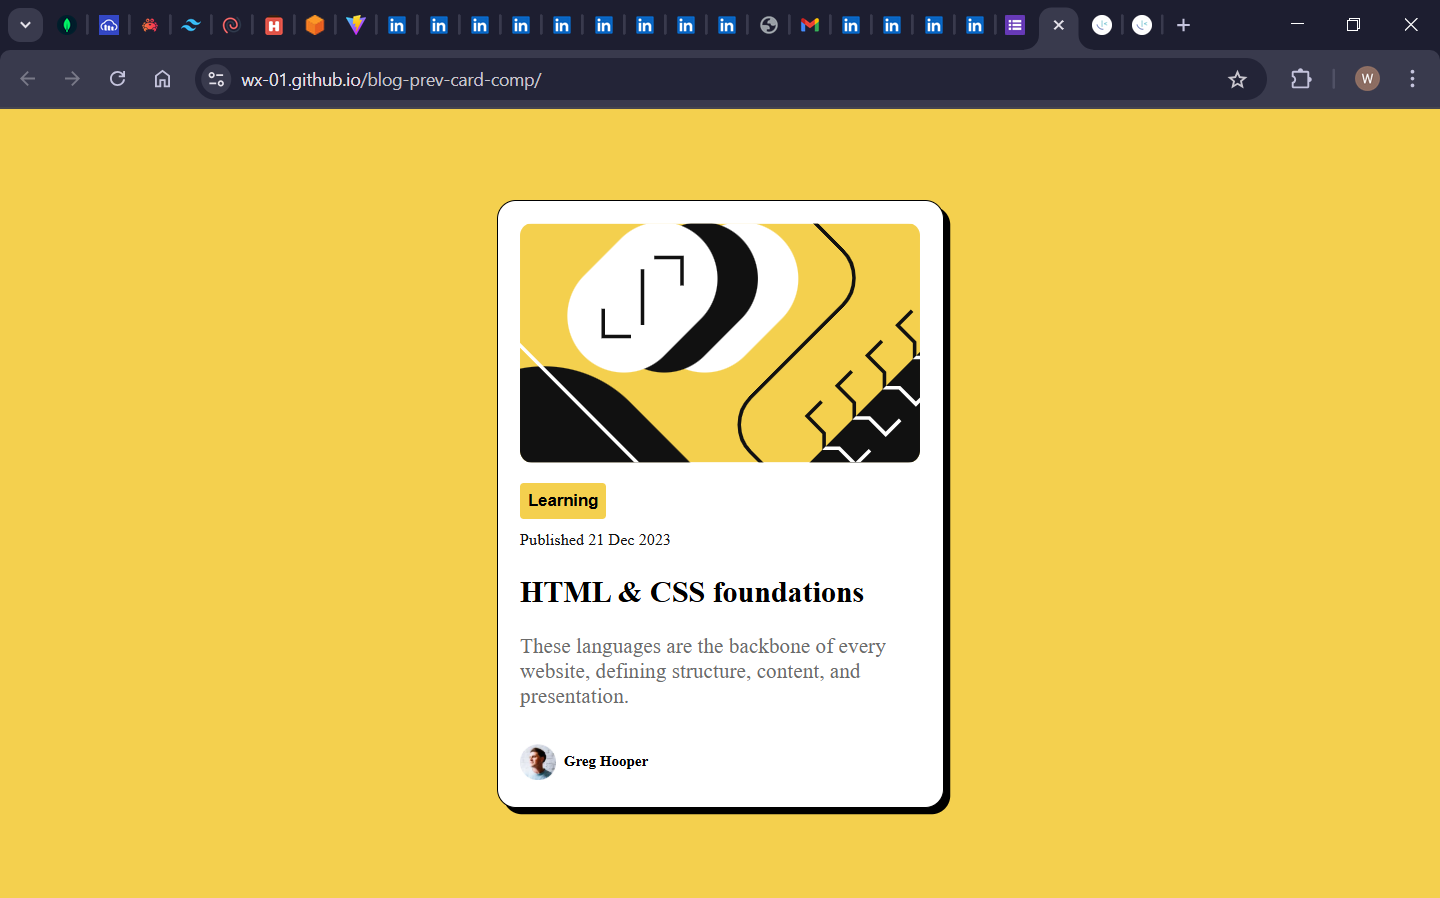 wx-01.github.io/blog-prev-card-comp/
W
Learning
Published 21 Dec 2023
HTML & CSS foundations
These languages are the backbone of every
website, defining structure, content, and
presentation.
Greg Hooper